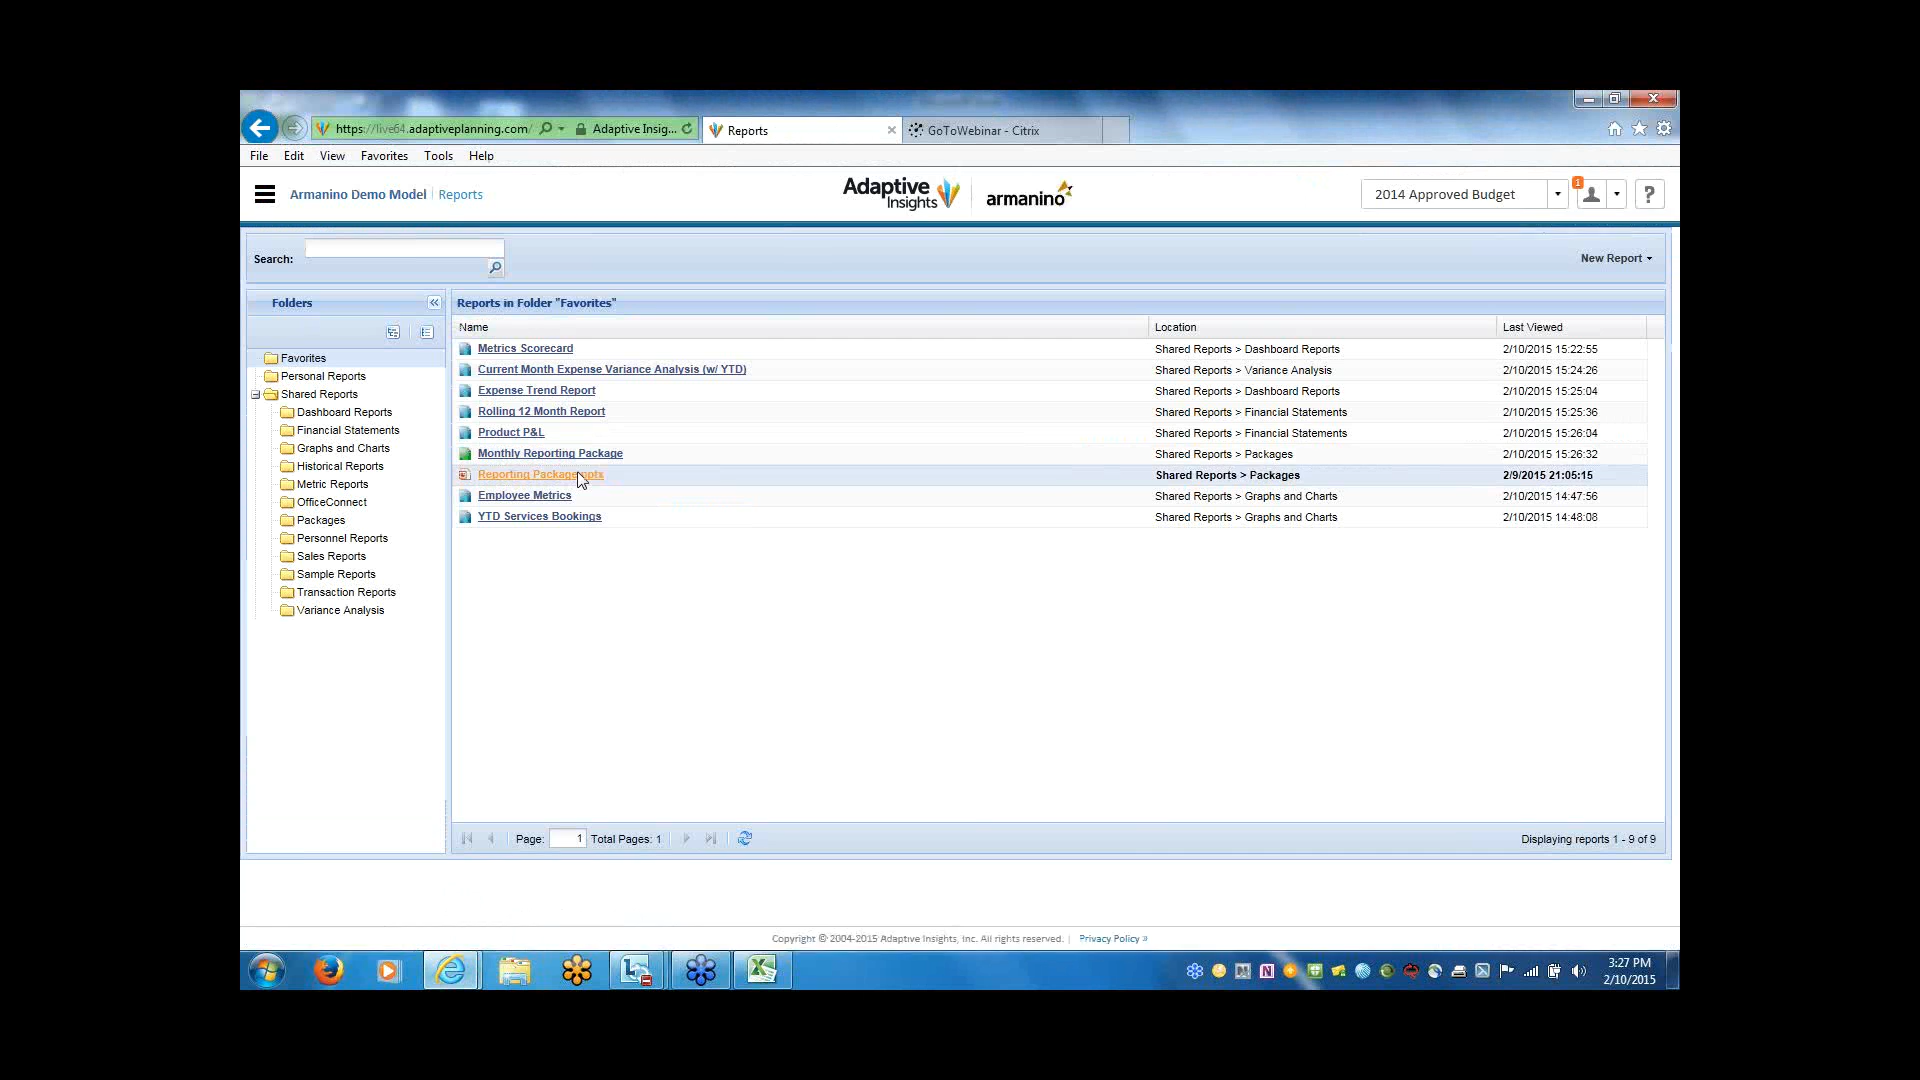 https://live64.adaptiveplanning.com/
Adaptive Insig...
Reports
GoToWebinar - Citrix
File Edit View Favorites Tools Help
Armanino Demo Model Reports
Adaptive
Insights
armanino
2014 Approved Budget
1
?
Search:
New Report
Folders
Reports in Folder "Favorites"
Name Location Last Viewed
Favorites
Personal Reports
Shared Reports
Dashboard Reports
Financial Statements
Graphs and Charts
Historical Reports
Metric Reports
OfficeConnect
Packages
Personnel Reports
Sales Reports
Sample Reports
Transaction Reports
Variance Analysis
Metrics Scorecard Shared Reports > Dashboard Reports 2/10/2015 15:22:55
Current Month Expense Variance Analysis (w/ YTD) Shared Reports > Variance Analysis 2/10/2015 15:24:26
Expense Trend Report Shared Reports > Dashboard Reports 2/10/2015 15:25:04
Rolling 12 Month Report Shared Reports > Financial Statements 2/10/2015 15:25:36
Product P&L Shared Reports > Financial Statements 2/10/2015 15:26:04
Monthly Reporting Package Shared Reports > Packages 2/10/2015 15:26:32
Reporting Package.pptx Shared Reports > Packages 2/9/2015 21:05:15
Employee Metrics Shared Reports > Graphs and Charts 2/10/2015 14:47:56
YTD Services Bookings Shared Reports > Graphs and Charts 2/10/2015 14:48:08
Page: 1 Total Pages: 1
Displaying reports 1 - 9 of 9
Copyright © 2004-2015 Adaptive Insights, Inc. All rights reserved. | Privacy Policy »
3:27 PM
2/10/2015